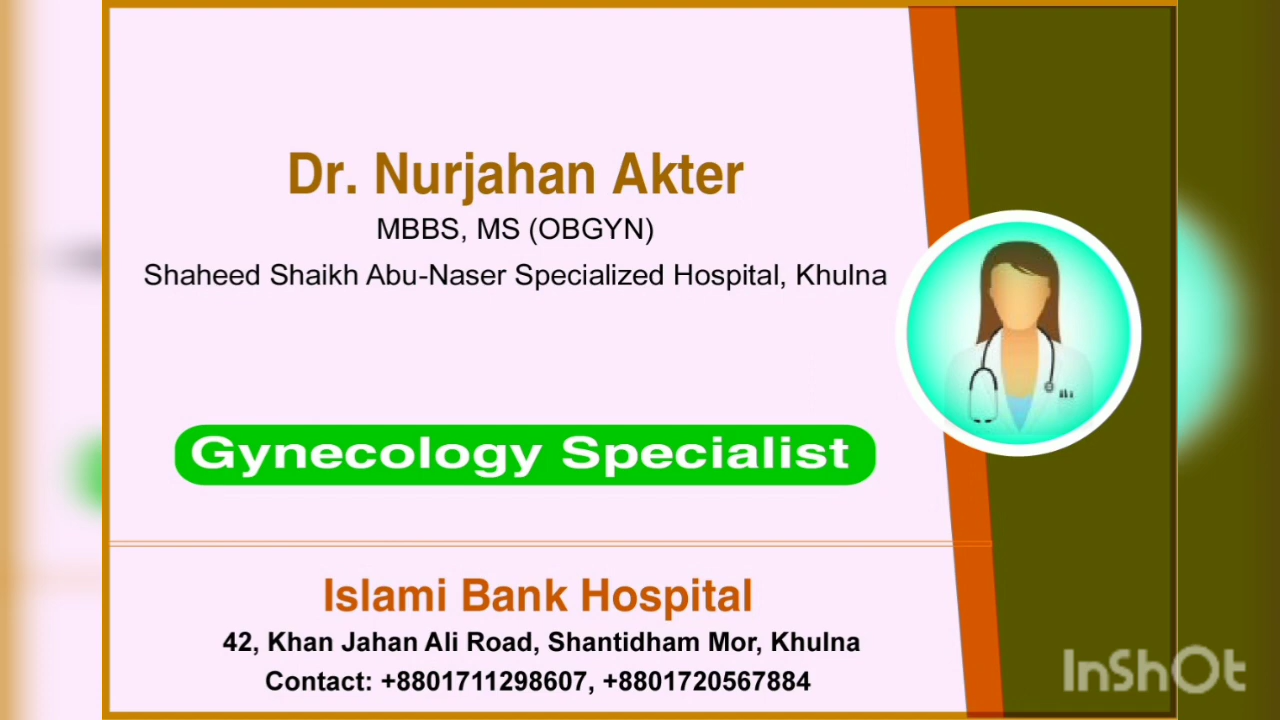 Dr. Nurjahan Akter
MBBS, MS (OBGYN)
Shaheed Shaikh Abu-Naser Specialized Hospital, Khulna
Gynecology Specialist
Islami Bank Hospital
42, Khan Jahan Ali Road, Shantidham Mor, Khulna
Contact: +8801711298607, +8801720567884
InShOt